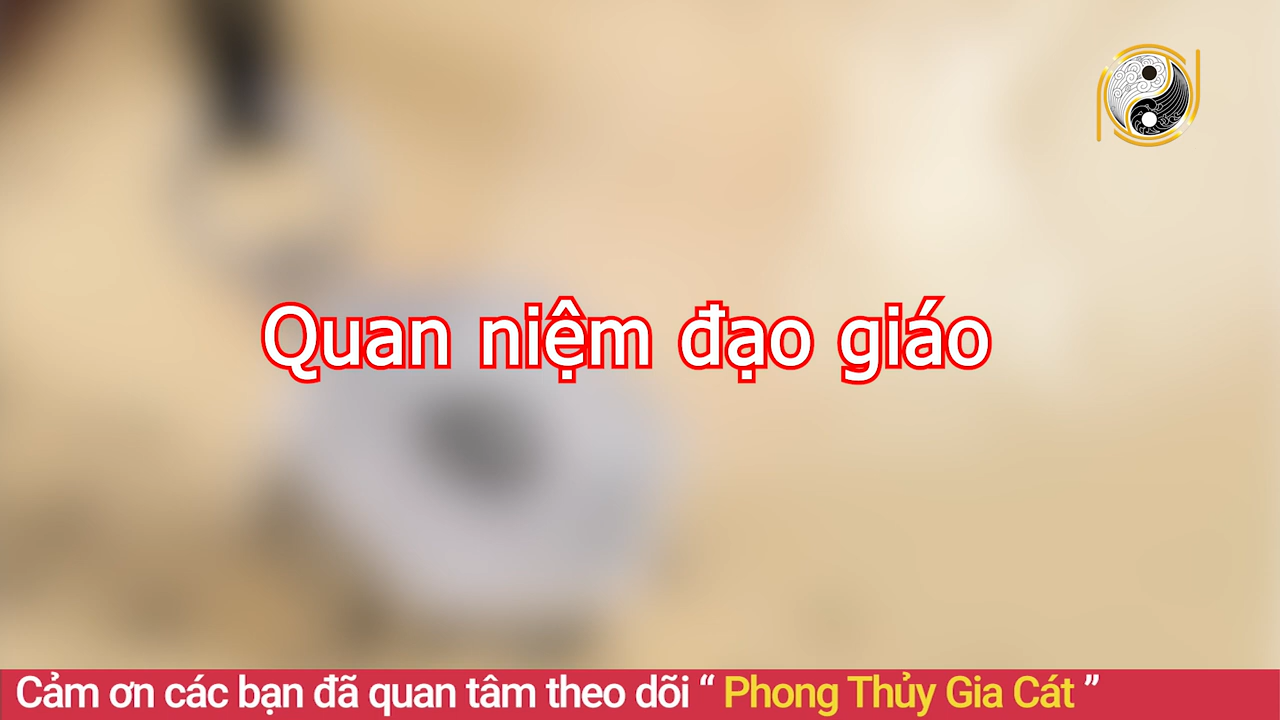 Quan niệm đạo giáo
Cảm ơn các bạn đã quan tâm theo dõi “ Phong Thủy Gia Cát ”